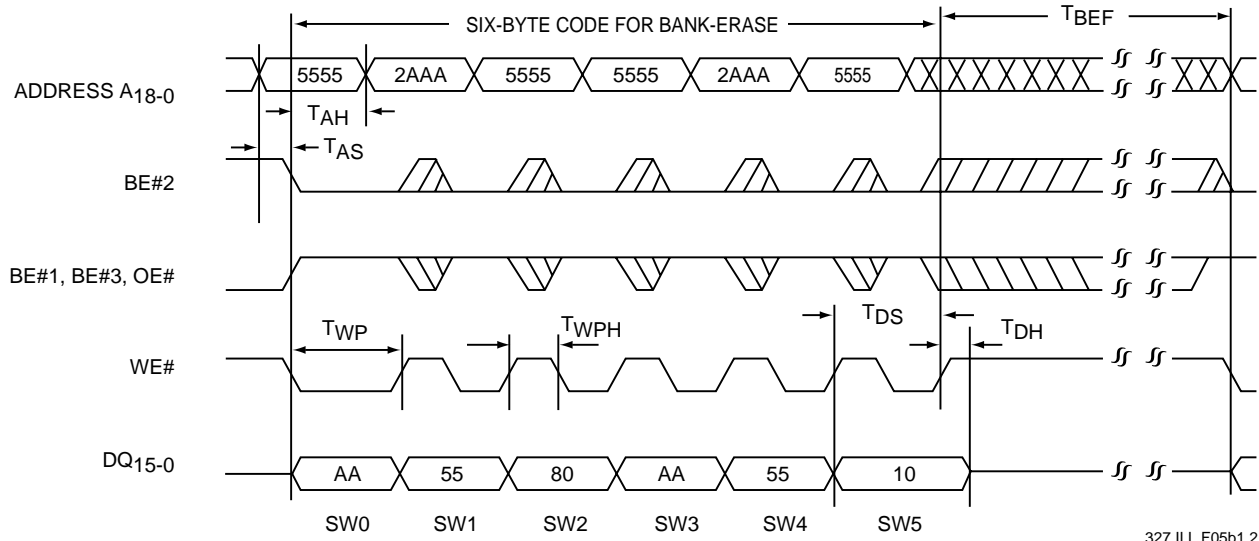 SIX-BYTE CODE FOR BANK-ERASE
TBEF
ADDRESS A18-0
5555 2AAA 5555 5555 2AAA 5555
TAH
TAS
BE#2
BE#1, BE#3, OE#
TWP
TWPH
TDS
TDH
WE#
DQ15-0
AA 55 80 AA 55 10
SW0 SW1 SW2 SW3 SW4 SW5
327 ILL F05b1.2